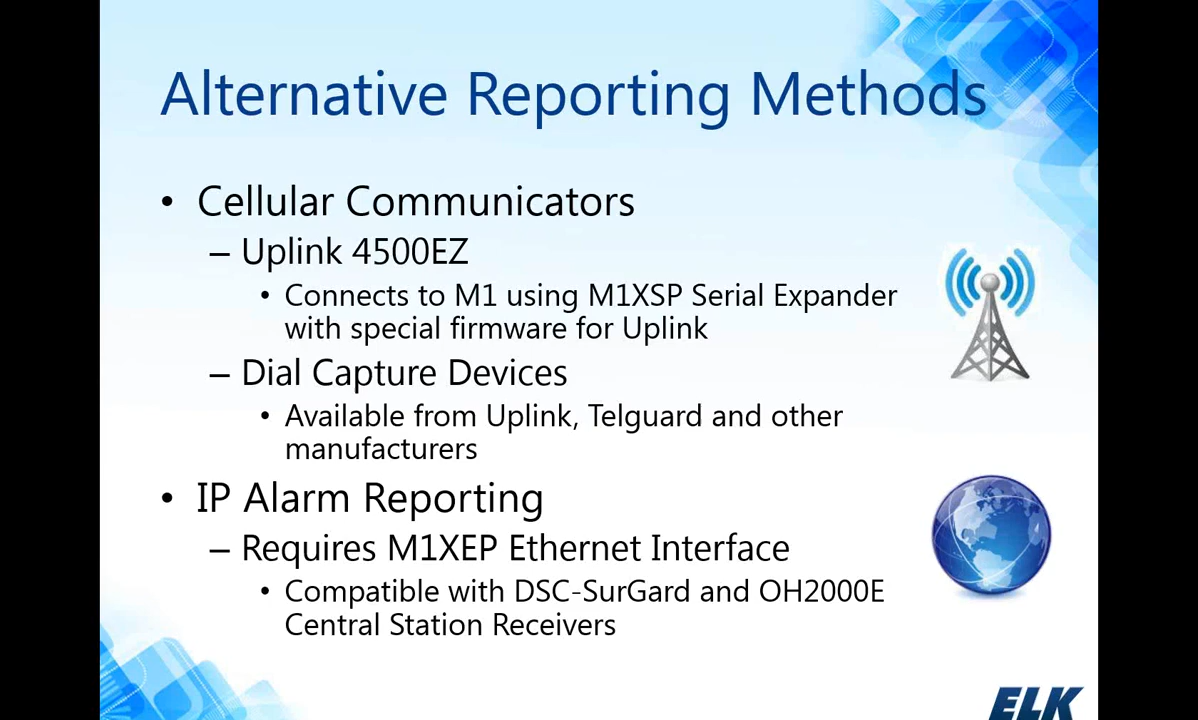 Alternative Reporting Methods
• Cellular Communicators
– Uplink 4500EZ
• Connects to M1 using M1XSP Serial Expander
with special firmware for Uplink
– Dial Capture Devices
• Available from Uplink, Telguard and other
manufacturers
• IP Alarm Reporting
– Requires M1XEP Ethernet Interface
• Compatible with DSC-SurGard and OH2000E
Central Station Receivers
ELK